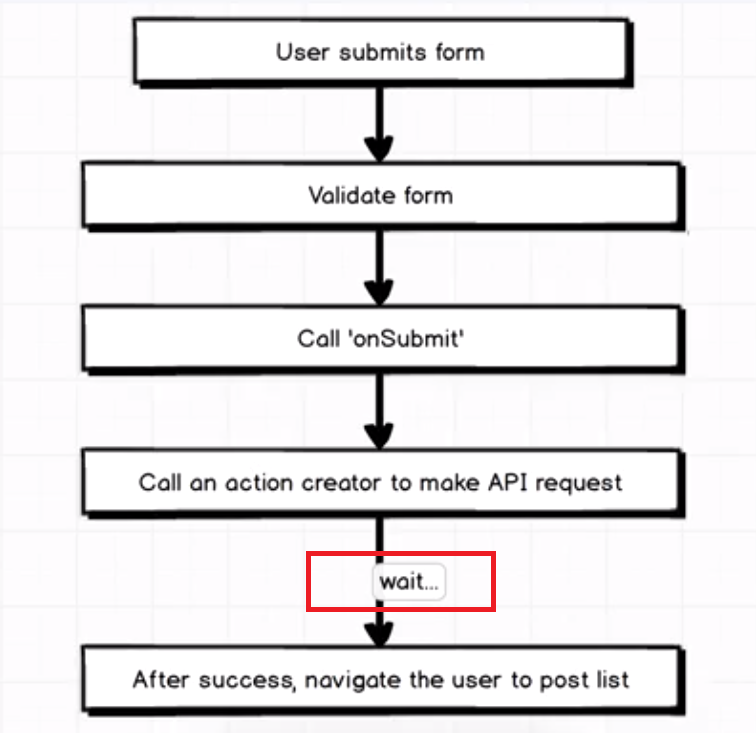 User submits form
Validate form
Call 'onSubmit'
Call an action creator to make API request
wait...
After success, navigate the user to post list